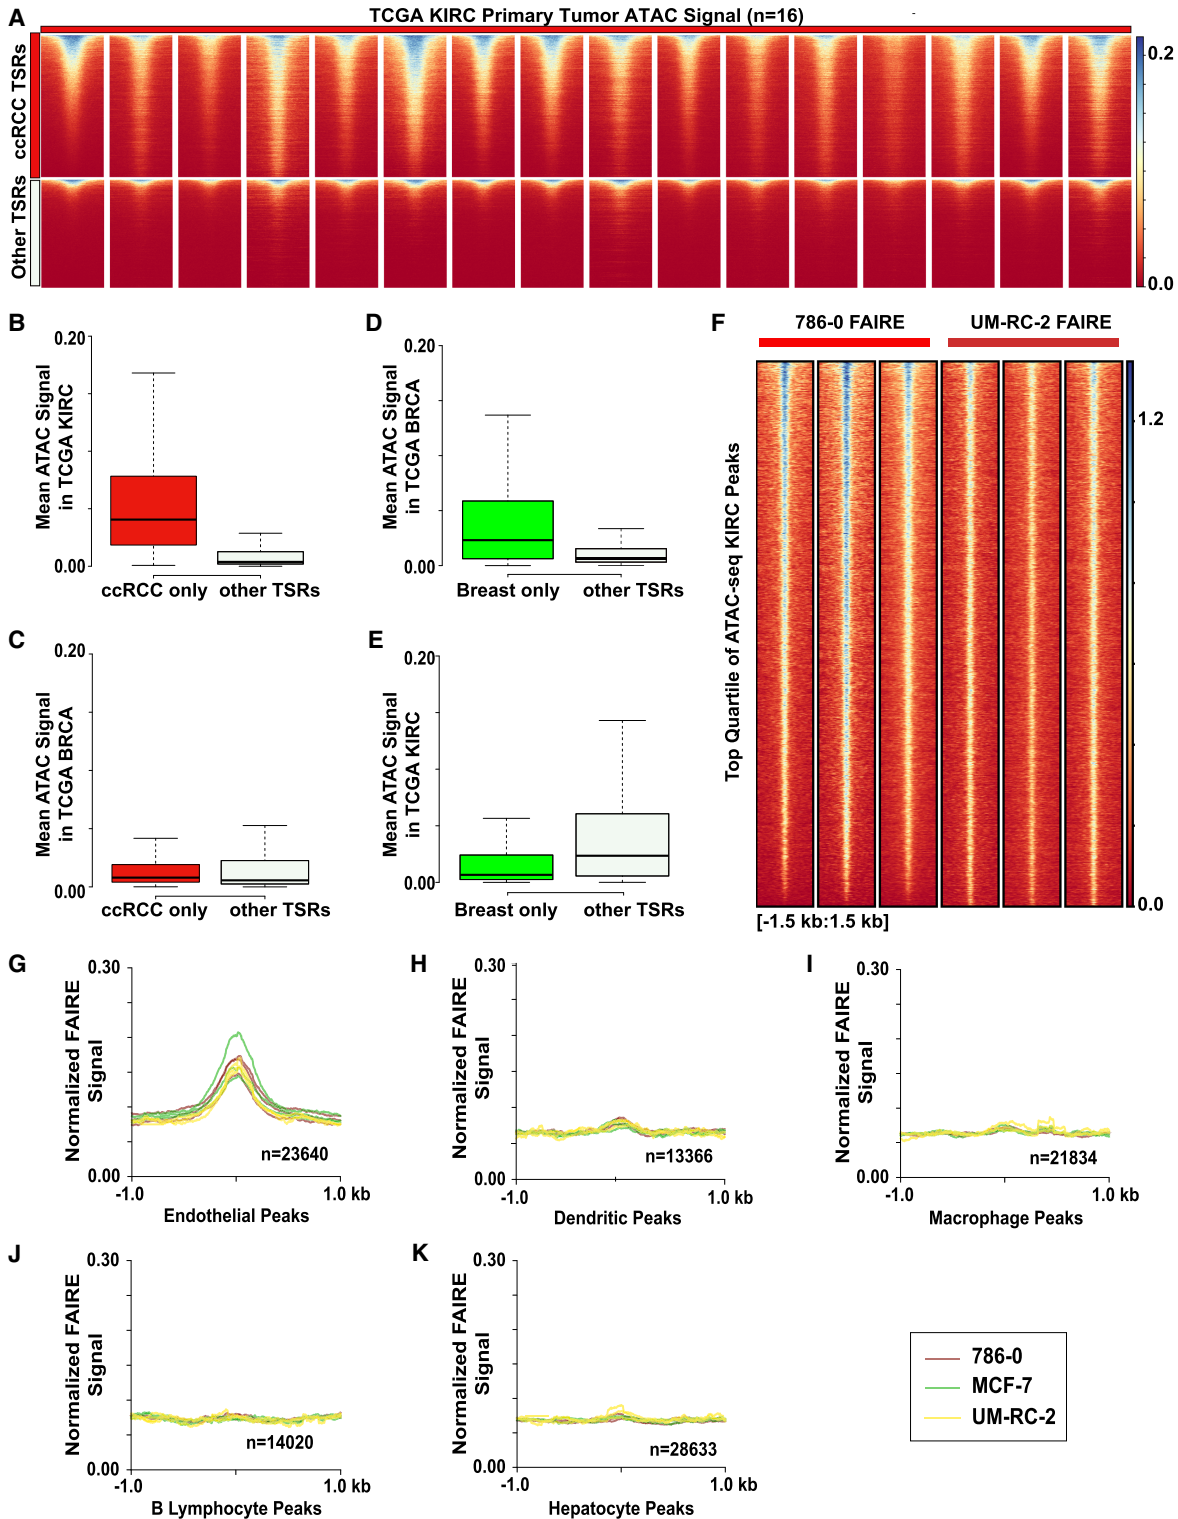 A
TCGA KIRC Primary Tumor ATAC Signal (n=16)
ccRCC TSRs
Other TSRs
0.2
0.0
B
Mean ATAC Signal
in TCGA KIRC
0.20
0.00
ccRCC only
other TSRs
D
Mean ATAC Signal
in TCGA BRCA
0.20
0.00
Breast only
other TSRs
F
786-0 FAIRE
UM-RC-2 FAIRE
Top Quartile of ATAC-seq KIRC Peaks
1.2
0.0
[-1.5 kb:1.5 kb]
C
Mean ATAC Signal
in TCGA BRCA
0.20
0.00
ccRCC only
other TSRs
E
Mean ATAC Signal
in TCGA KIRC
0.20
0.00
Breast only
other TSRs
G
Normalized FAIRE
Signal
0.30
0.00
n=23640
-1.0
1.0 kb
Endothelial Peaks
H
Normalized FAIRE
Signal
0.30
0.00
n=13366
-1.0
1.0 kb
Dendritic Peaks
I
Normalized FAIRE
Signal
0.30
0.00
n=21834
-1.0
1.0 kb
Macrophage Peaks
J
Normalized FAIRE
Signal
0.30
0.00
n=14020
-1.0
1.0 kb
B Lymphocyte Peaks
K
Normalized FAIRE
Signal
0.30
0.00
n=28633
-1.0
1.0 kb
Hepatocyte Peaks
786-0
MCF-7
UM-RC-2